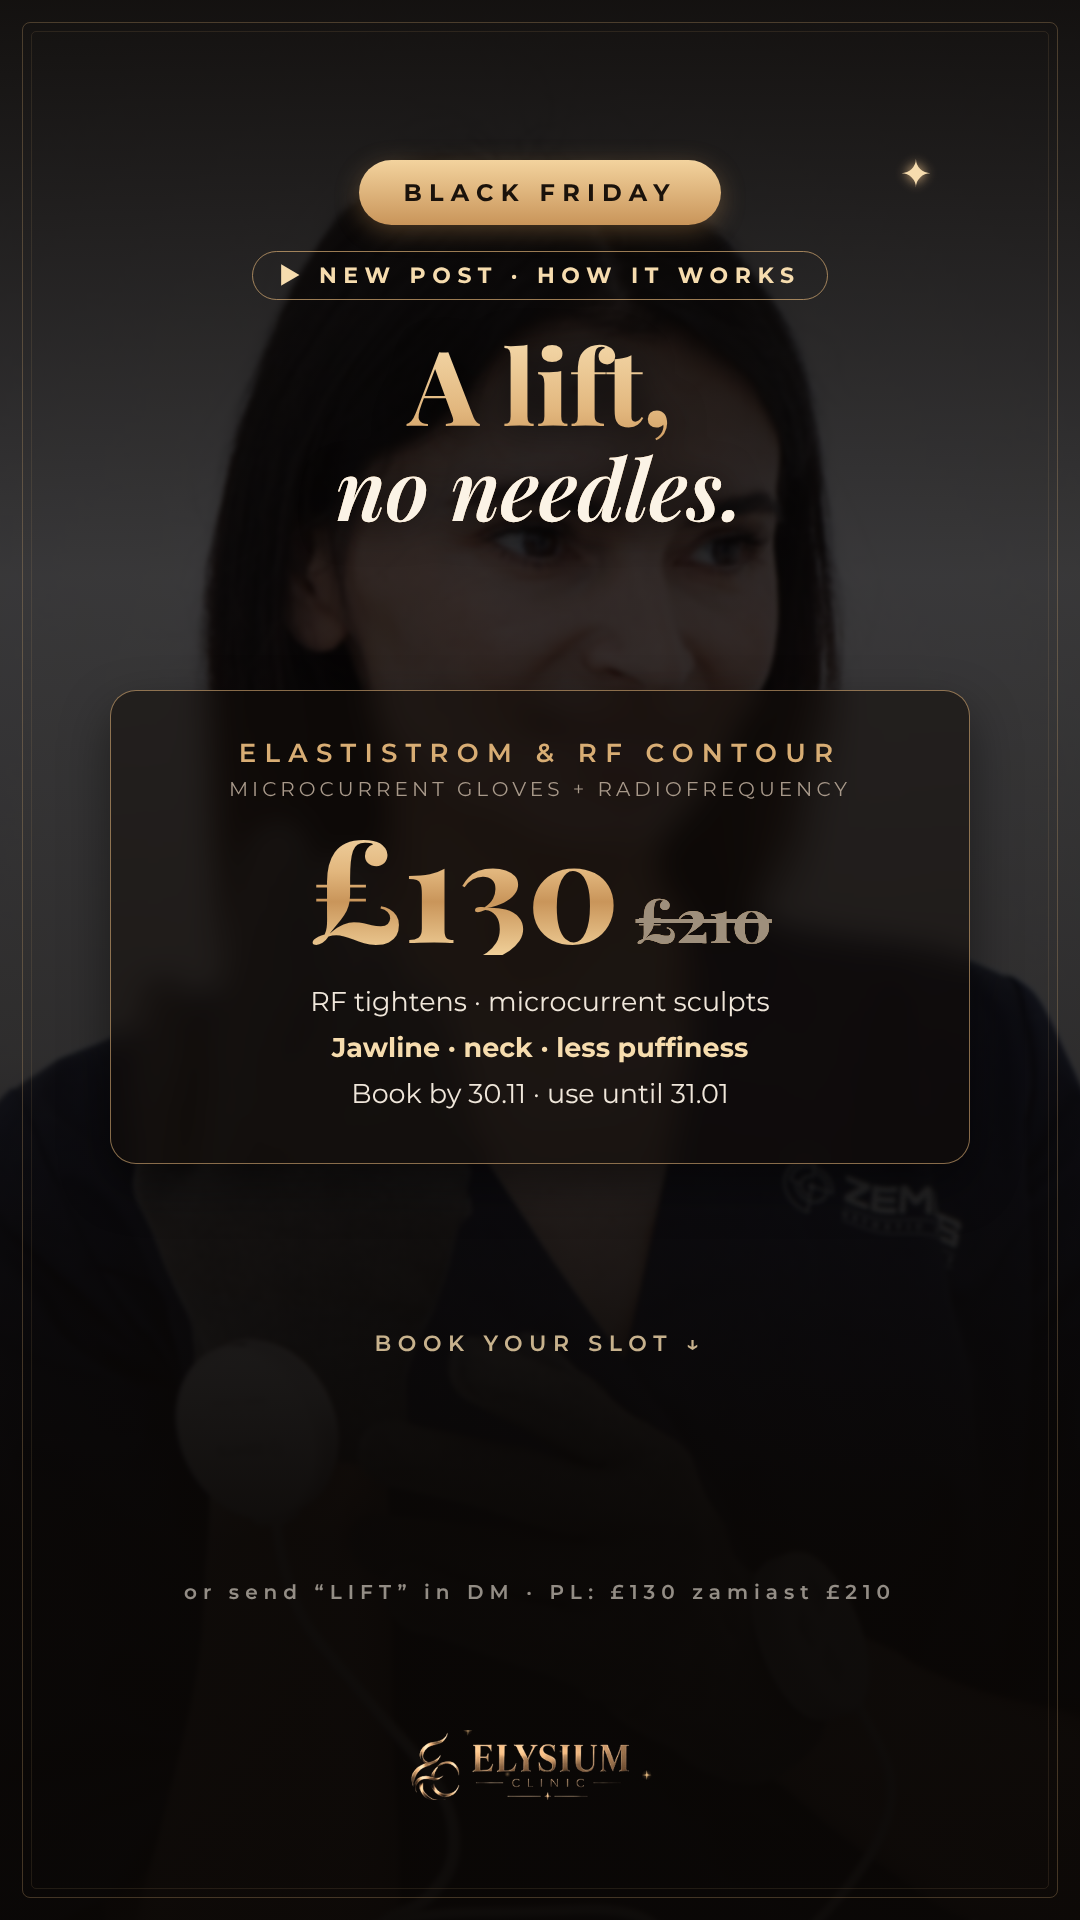 BLACK FRIDAY
▶ NEW POST · HOW IT WORKS
A lift,
no needles.
ELASTISTROM & RF CONTOUR
MICROCURRENT GLOVES + RADIOFREQUENCY
£130 £210
RF tightens · microcurrent sculpts
Jawline · neck · less puffiness
Book by 30.11 · use until 31.01
ZEMS
BOOK YOUR SLOT ↓
or send “LIFT” in DM · PL: £130 zamiast £210
ELYSIUM
CLINIC